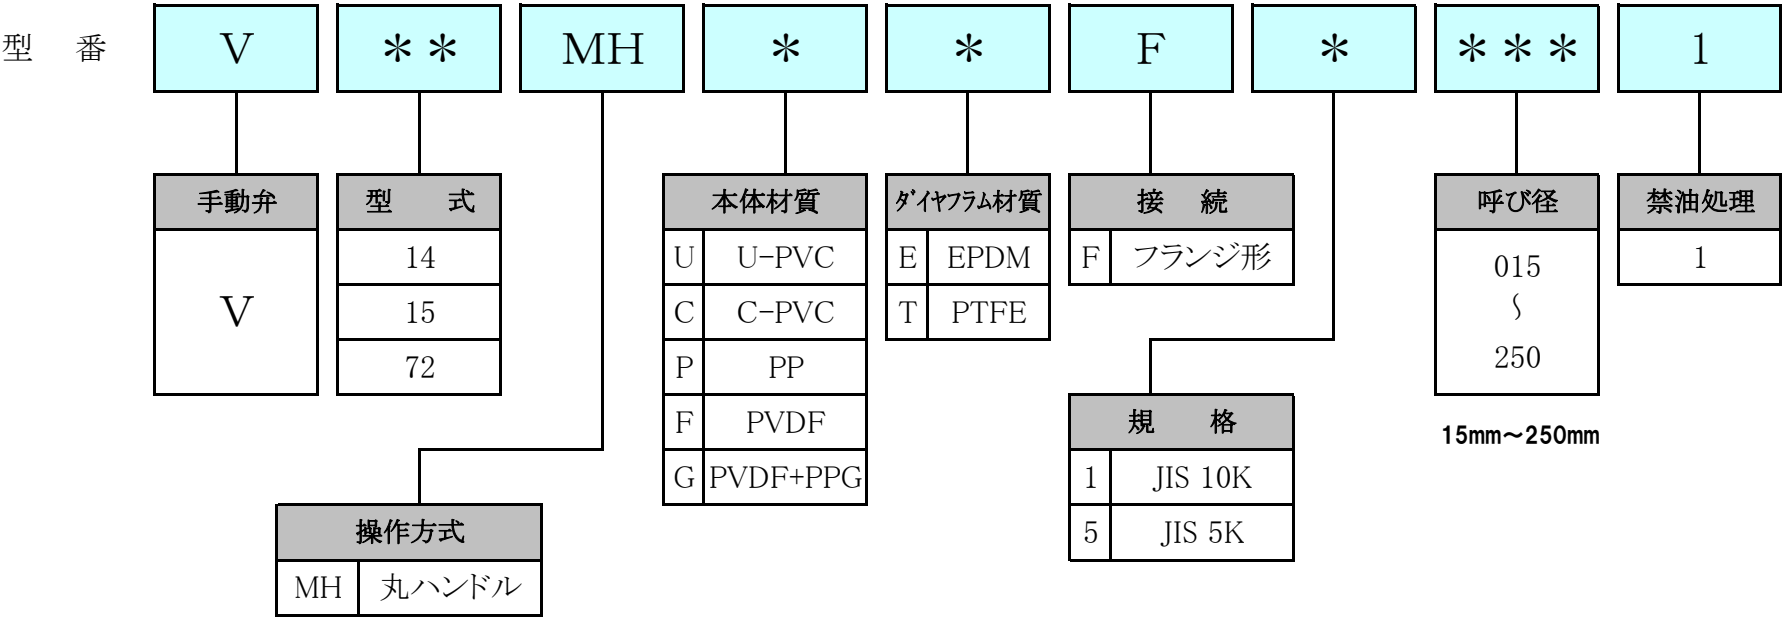 型 番 V ** MH * * F * *** 1
手動弁 型 式 本体材質 ﾀﾞｲヤフラム材質 接 続 呼び径 禁油処理
V
14
15
72
U U-PVC
C C-PVC
P PP
F PVDF
G PVDF+PPG
E EPDM
T PTFE
F フランジ形
015
～
250
1
15mm～250mm
規 格
1 JIS 10K
5 JIS 5K
操作方式
MH 丸ハンドル